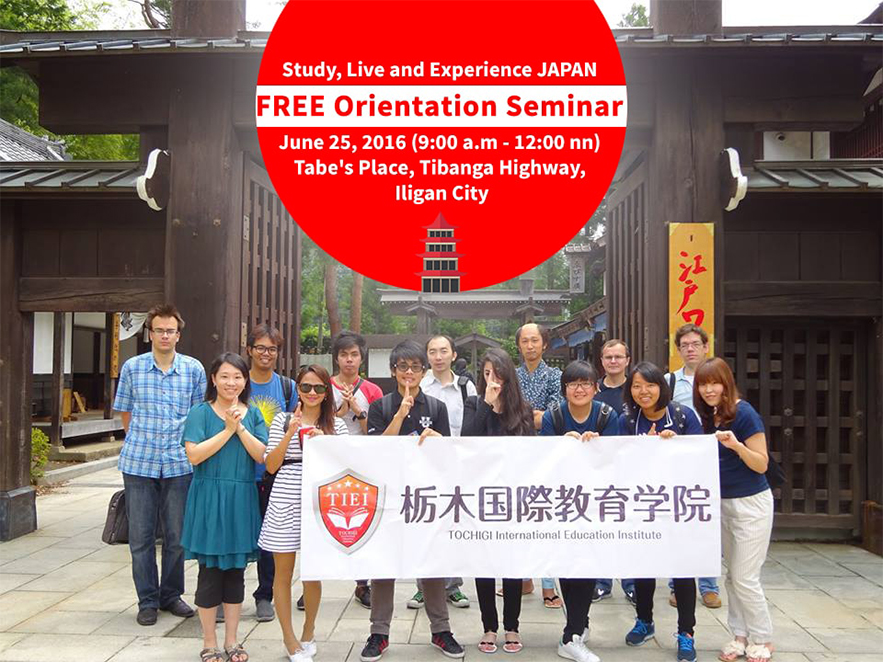 Study, Live and Experience JAPAN
FREE Orientation Seminar
June 25, 2016 (9:00 a.m - 12:00 nn)
Tabe's Place, Tibanga Highway,
Iligan City
江戸
TIEI
TOCHIGI
栃木国際教育学院
TOCHIGI International Education Institute